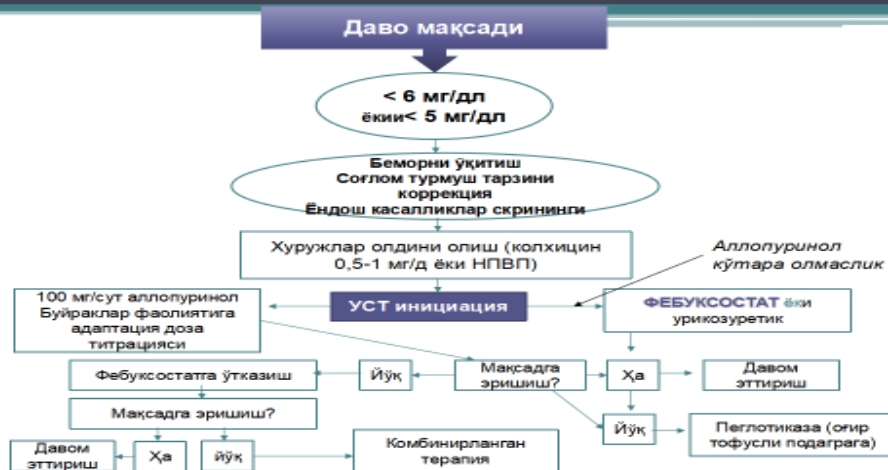 Даво мақсади
< 6 мг/дл
ёкии< 5 мг/дл
Беморни ўқитиш
Соғлом турмуш тарзини
коррекция
Ёндош касалликлар скрининги
Хуружлар олдини олиш (колхицин
0,5-1 мг/д ёки НПВП)
Аллопуринол
кўтара олмаслик
100 мг/сут аллопуринол
Буйраклар фаолиятига
адаптация доза
титрацияси
УСТ инициация
ФЕБУКСОСТАТ ёки
урикозуретик
Фебуксостатга ўтказиш
Йўқ
Мақсадга
эришиш?
Ҳа
Давом
эттириш
Мақсадга эришиш?
Йўқ
Пеглотиказа (оғир
тофусли подаграга)
Давом
эттириш
Ҳа
йўқ
Комбинирланган
терапия